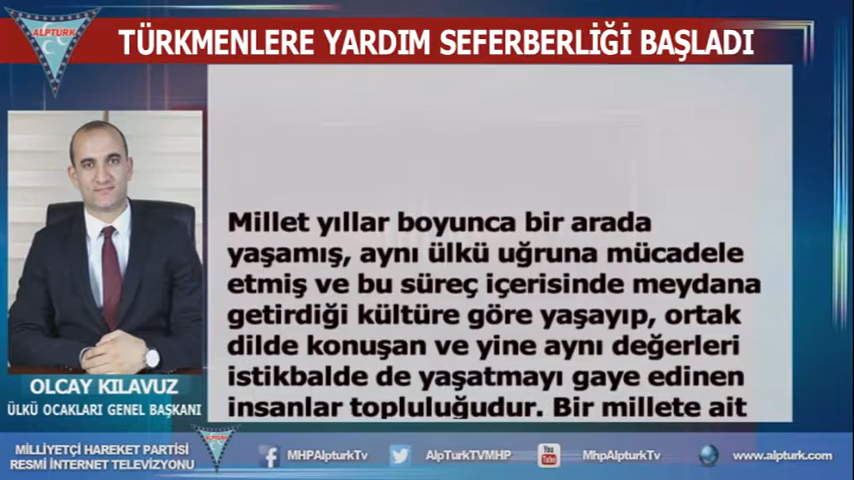 ALPTURK
TÜRKMENLERE YARDIM SEFERBERLİĞİ BAŞLADI
Millet yıllar boyunca bir arada
yaşamış, aynı ülkü uğruna mücadele
etmiş ve bu süreç içerisinde meydana
getirdiği kültüre göre yaşayıp, ortak
dilde konuşan ve yine aynı değerleri
istikbalde de yaşatmayı gaye edinen
insanlar topluluğudur. Bir millete ait
OLCAY KILAVUZ
ÜLKÜ OCAKLARI GENEL BAŞKANI
MİLLİYETÇİ HAREKET PARTİSİ
RESMİ İNTERNET TELEVİZYONU
ALPTURK
MHPAlpturkTv
AlpTurkTVMHP
You Tube
MhpAlpturkTv
www.alpturk.com